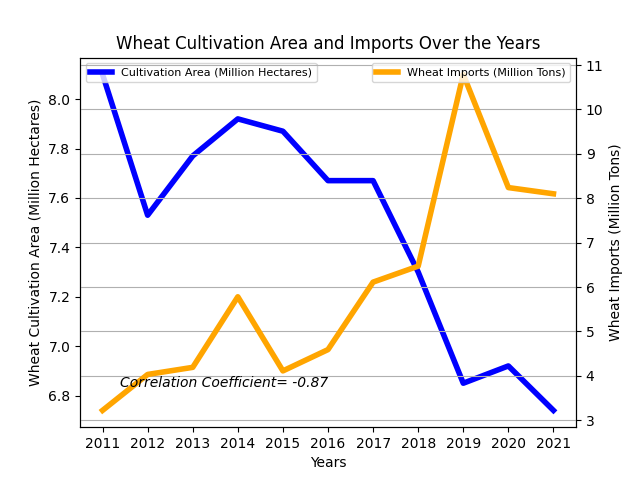 Wheat Cultivation Area and Imports Over the Years
Cultivation Area (Million Hectares)
Wheat Imports (Million Tons)
Wheat Cultivation Area (Million Hectares)
8.0
7.8
7.6
7.4
7.2
7.0
6.8
11
10
9
8
7
6
5
4
3
Wheat Imports (Million Tons)
Correlation Coefficient= -0.87
2011 2012 2013 2014 2015 2016 2017 2018 2019 2020 2021
Years